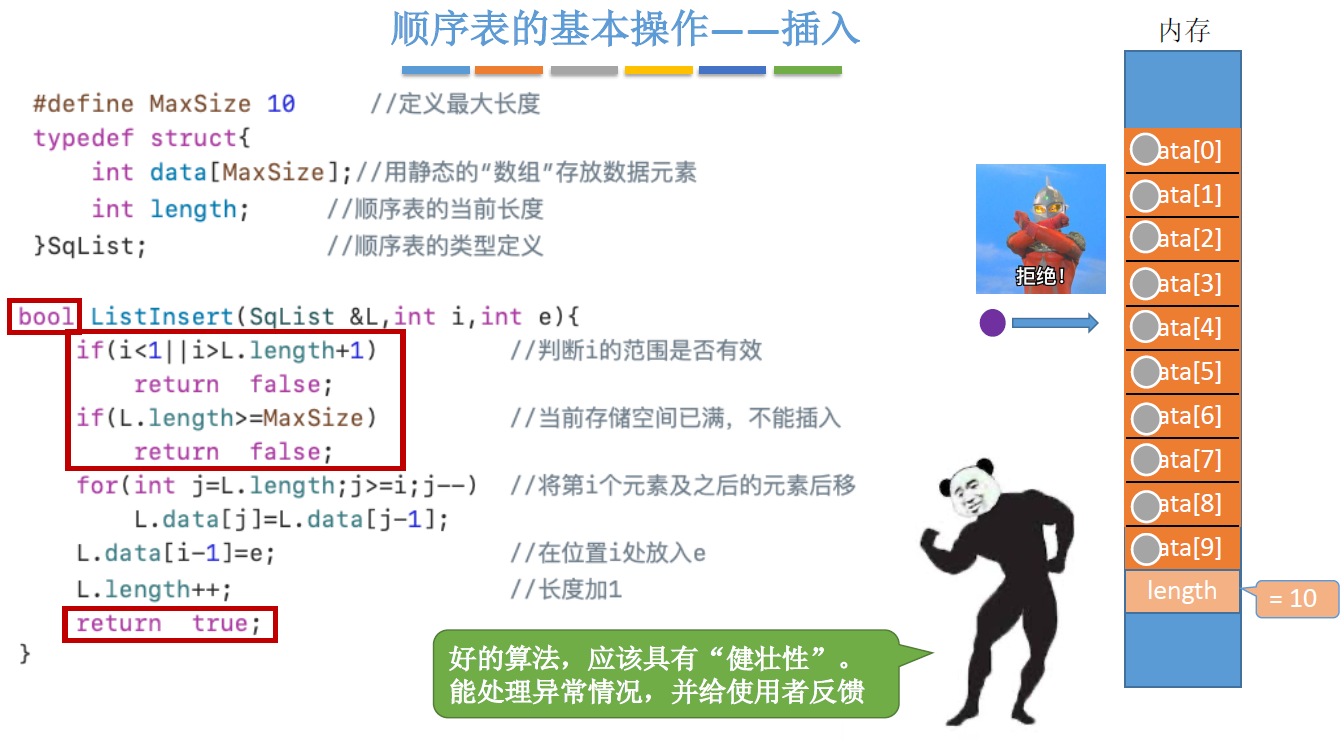 顺序表的基本操作——插入
#define MaxSize 10 //定义最大长度
typedef struct{
int data[MaxSize];//用静态的“数组”存放数据元素
int length; //顺序表的当前长度
}SqList; //顺序表的类型定义
bool ListInsert(SqList &L,int i,int e){
if(i<1||i>L.length+1) //判断i的范围是否有效
return false;
if(L.length>=MaxSize) //当前存储空间已满，不能插入
return false;
for(int j=L.length;j>=i;j--) //将第i个元素及之后的元素后移
L.data[j]=L.data[j-1];
L.data[i-1]=e; //在位置i处放入e
L.length++; //长度加1
return true;
}
好的算法，应该具有“健壮性”。
能处理异常情况，并给使用者反馈
拒绝！
内存
ata[0]
ata[1]
ata[2]
ata[3]
ata[4]
ata[5]
ata[6]
ata[7]
ata[8]
ata[9]
length
= 10